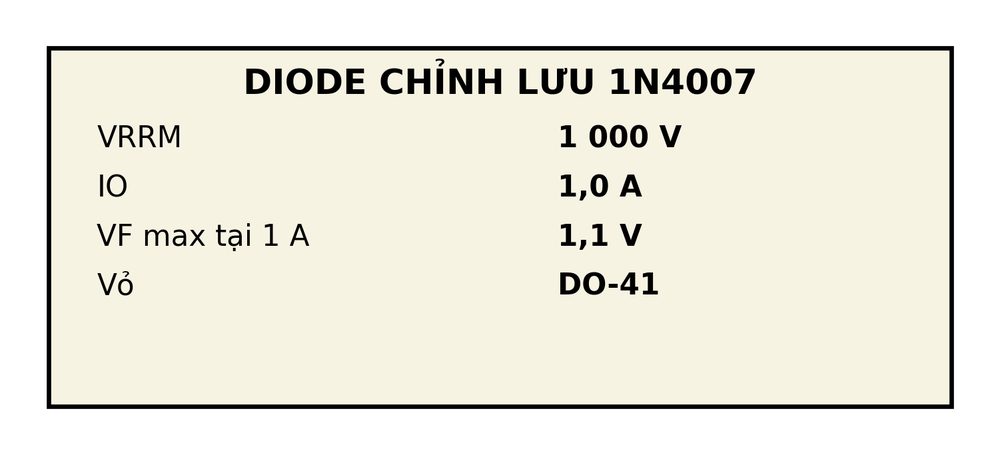 DIODE CHỈNH LƯU 1N4007
VRRM 1 000 V
IO 1,0 A
VF max tại 1 A 1,1 V
Vỏ DO-41